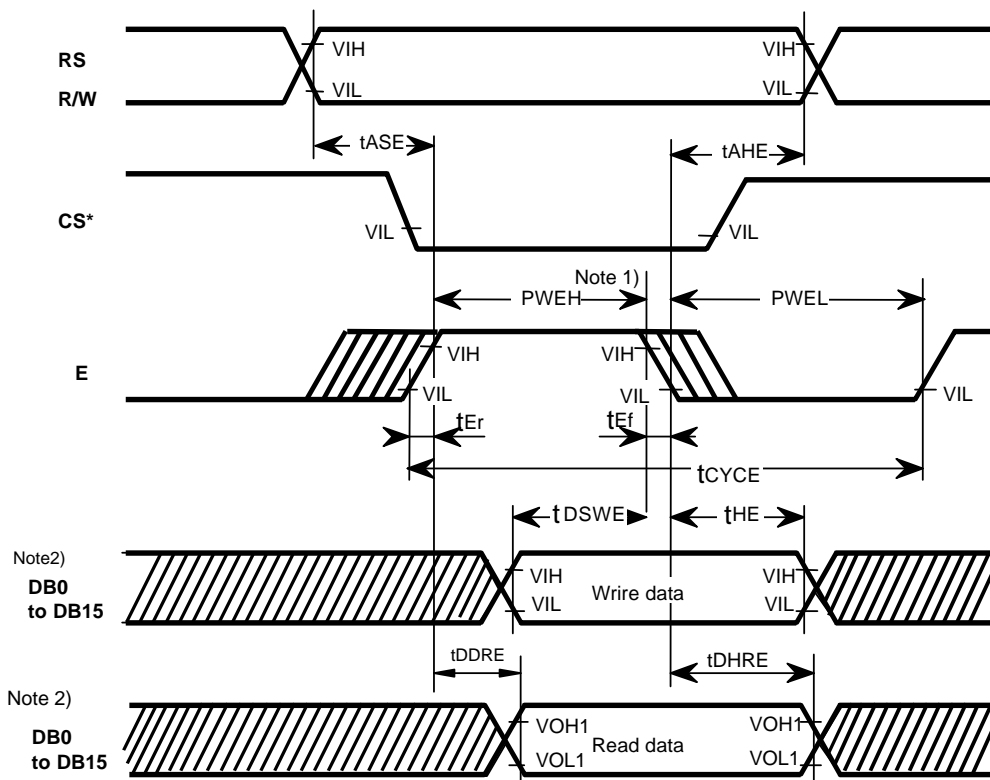 RS
R/W
VIH
VIL
VIH
VIL
tASE
tAHE
CS*
VIL
VIL
Note 1)
PWEH
PWEL
E
VIH
VIL
VIH
VIL
VIL
tEr
tEf
tCYCE
tDSWE
tHE
Note2)
DB0
to DB15
VIH
VIL
Wrire data
VIH
VIL
tDDRE
tDHRE
Note 2)
DB0
to DB15
VOH1
VOL1
Read data
VOH1
VOL1